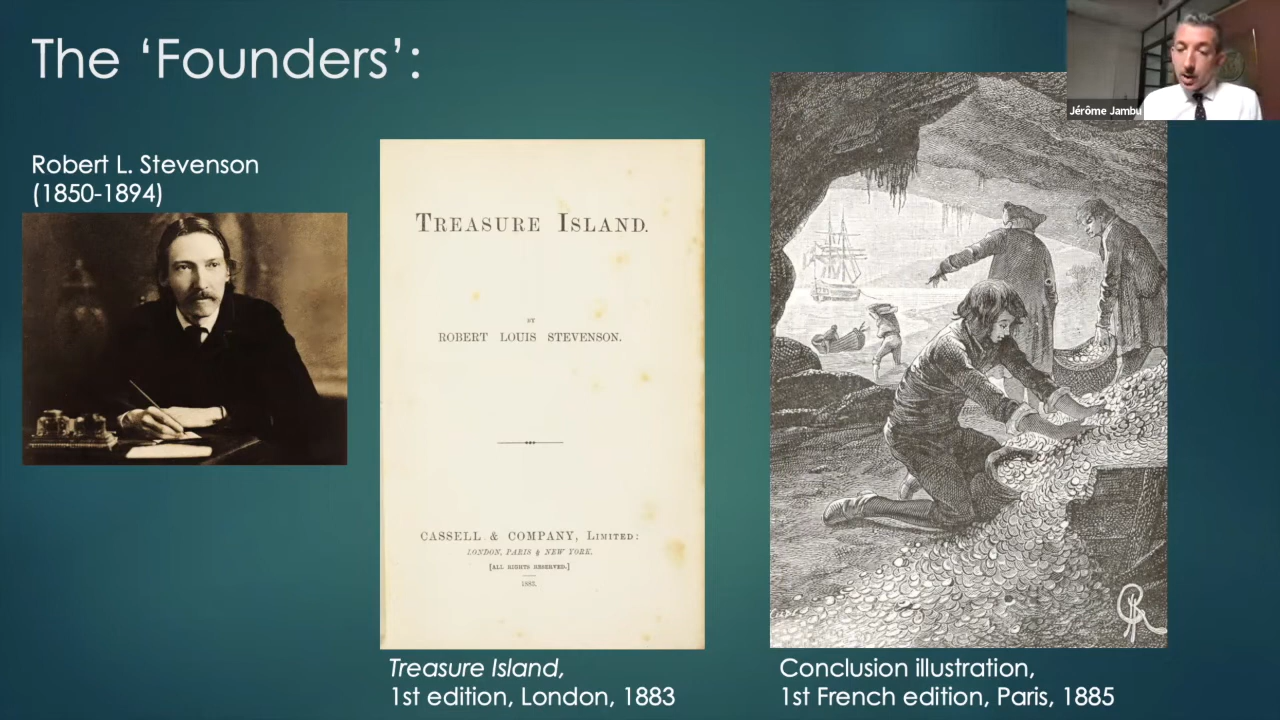 The ‘Founders’:
Jérôme Jambu
Robert L. Stevenson
(1850-1894)
TREASURE ISLAND.
BY
ROBERT LOUIS STEVENSON.
CASSELL & COMPANY, LIMITED:
LONDON, PARIS & NEW YORK.
[ALL RIGHTS RESERVED.]
1883.
Treasure Island,
1st edition, London, 1883
Conclusion illustration,
1st French edition, Paris, 1885